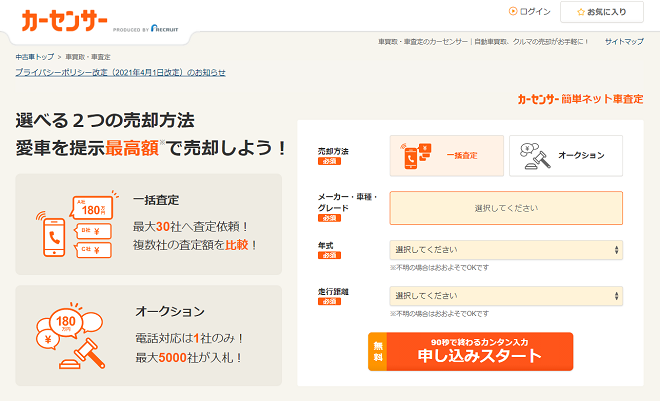 カーセンサー
PRODUCED BY RECRUIT
ログイン
お気に入り
車買取・車査定のカーセンサー｜自動車買取、クルマの売却がお手軽に！
サイトマップ
中古車トップ > 車買取・車査定
プライバシーポリシー改定（2021年4月1日改定）のお知らせ
選べる２つの売却方法
愛車を提示最高額※で売却しよう！
カーセンサー簡単ネット車査定
一括査定
最大30社へ査定依頼！
複数社の査定額を比較！
A社
180万円
B社 ¥
C社 ¥
オークション
電話対応は1社のみ！
最大5000社が入札！
180万円
¥
¥
売却方法
必須
一括査定
オークション
メーカー・車種・
グレード
必須
選択してください
年式
必須
選択してください
※不明の場合はおおよそでOKです
走行距離
必須
選択してください
※不明の場合はおおよそでOKです
無料
90秒で終わるカンタン入力
申し込みスタート